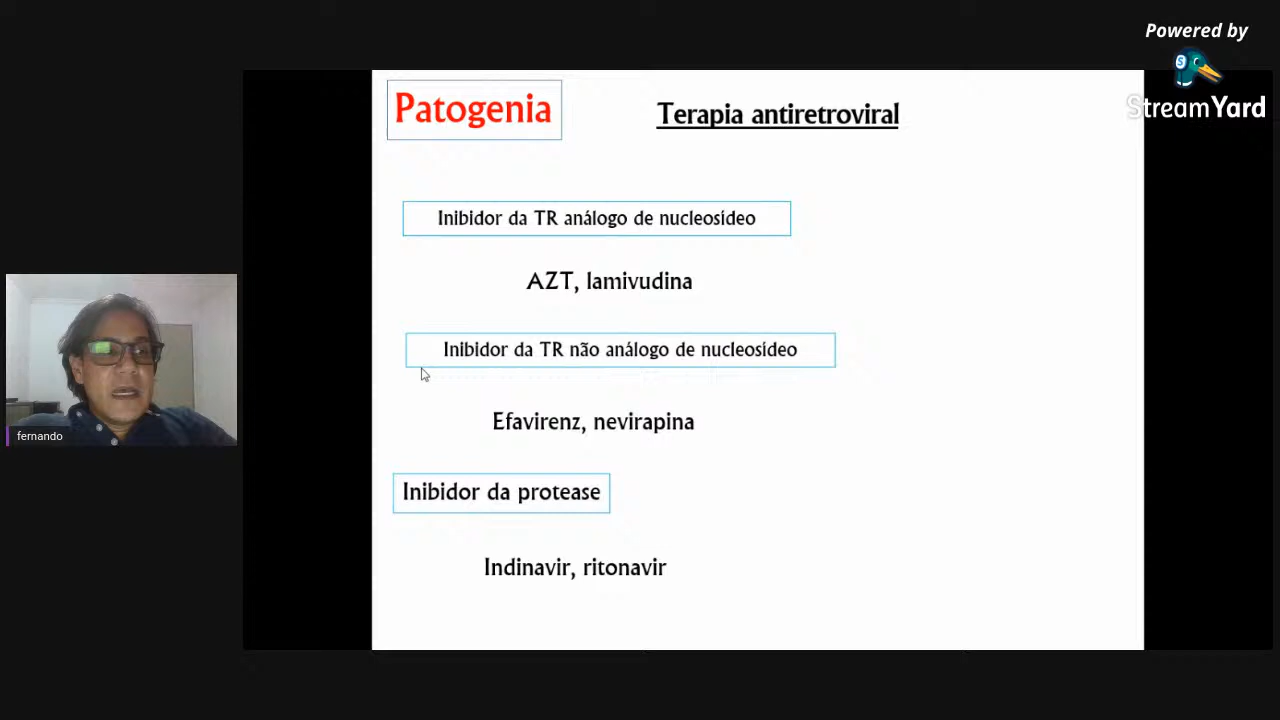 Powered by
StreamYard
Patogenia
Terapia antiretroviral
Inibidor da TR análogo de nucleosídeo
AZT, lamivudina
Inibidor da TR não análogo de nucleosídeo
Efavirenz, nevirapina
fernando
Inibidor da protease
Indinavir, ritonavir